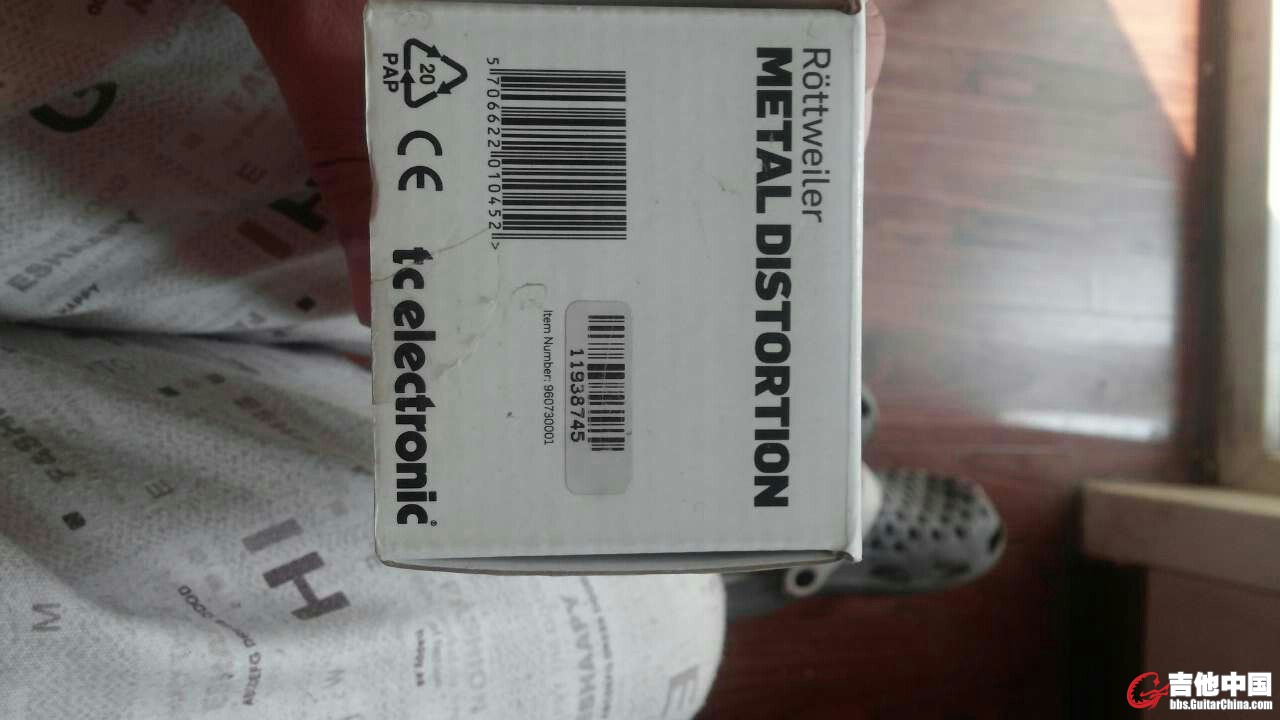 Röttweiler
METAL DISTORTION
11938745
Item Number: 960730001
5 706622 010452 >
20
PAP
CE
tc electronic®
H
M
E
吉他中国
bbs.GuitarChina.com